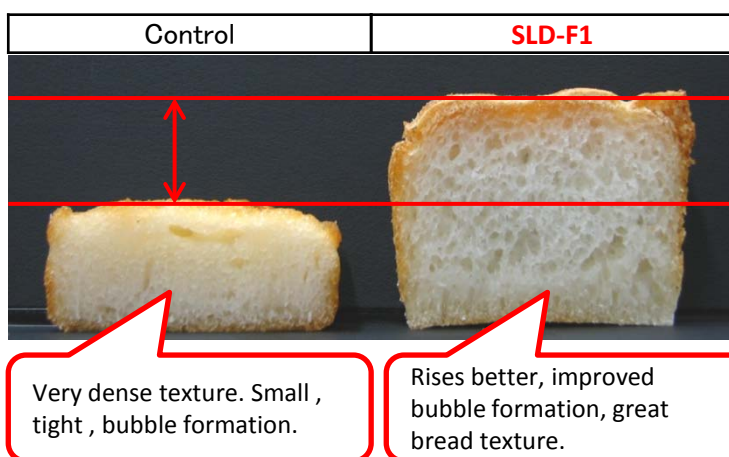 Control
SLD-F1
Very dense texture. Small ,
tight , bubble formation.
Rises better, improved
bubble formation, great
bread texture.